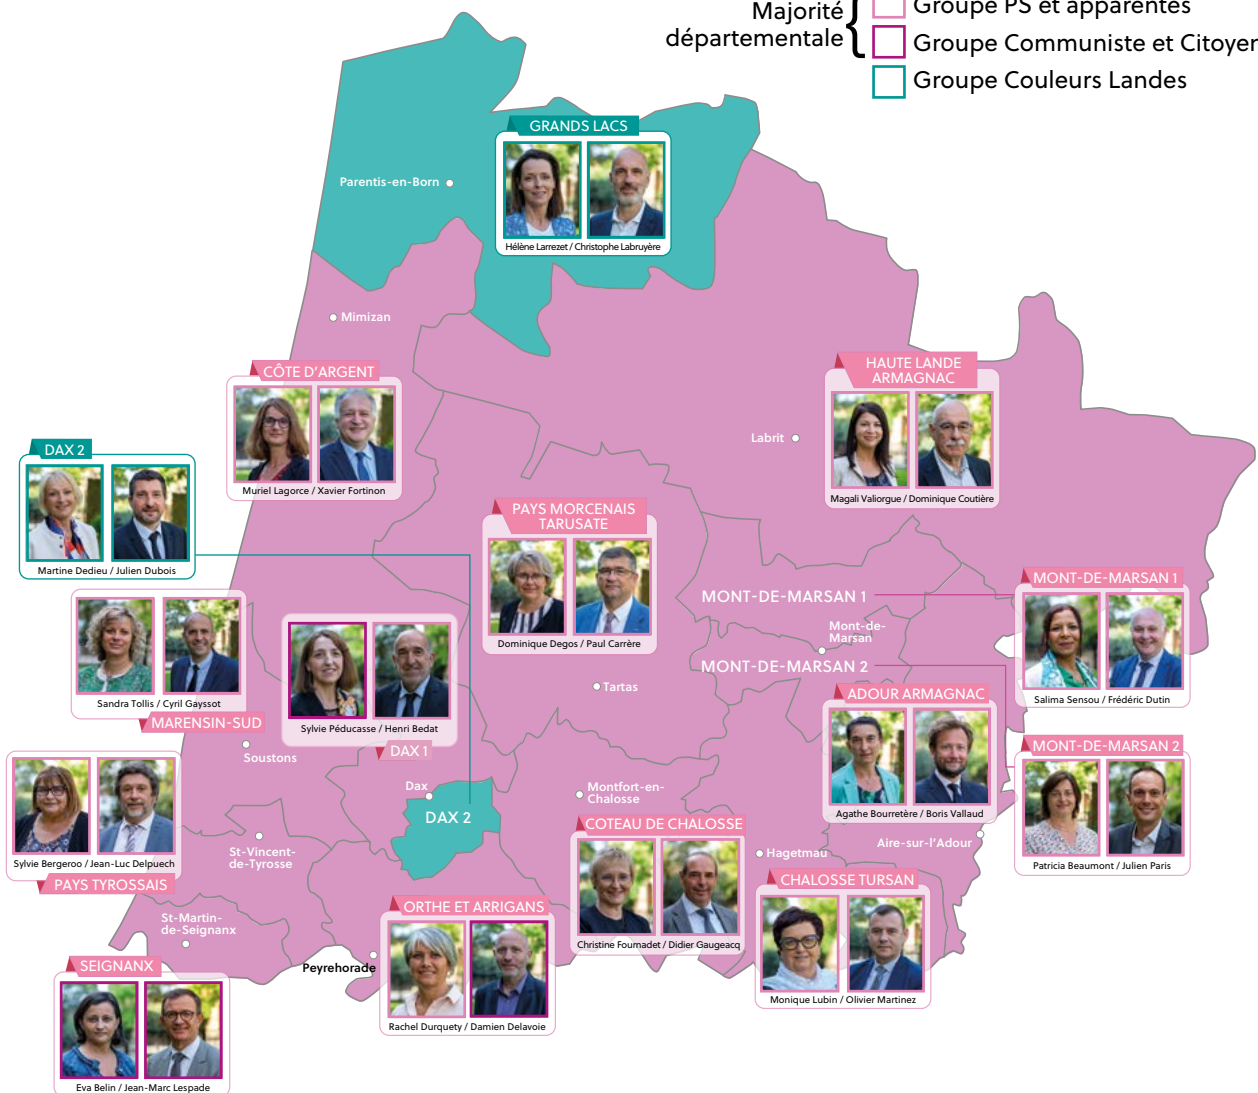 Majorité
départementale
Groupe PS et apparentés
Groupe Communiste et Citoyen
Groupe Couleurs Landes
GRANDS LACS
Hélène Larrezet / Christophe Labruyère
Parentis-en-Born
Mimizan
CÔTE D'ARGENT
Muriel Lagorce / Xavier Fortinon
HAUTE LANDE
ARMAGNAC
Magali Valiorgue / Dominique Coutière
Labrit
DAX 2
Martine Dedieu / Julien Dubois
PAYS MORCENAIS
TARUSATE
Dominique Degos / Paul Carrère
MONT-DE-MARSAN 1
Mont-de-
Marsan
MONT-DE-MARSAN 2
MONT-DE-MARSAN 1
Salima Sensou / Frédéric Dutin
Sandra Tollis / Cyril Gayssot
MARENSIN-SUD
Sylvie Péducasse / Henri Bedat
DAX 1
Tartas
ADOUR ARMAGNAC
Agathe Bourretère / Boris Vallaud
MONT-DE-MARSAN 2
Patricia Beaumont / Julien Paris
Soustons
Sylvie Bergeroo / Jean-Luc Delpuech
PAYS TYROSSAIS
Dax
DAX 2
Montfort-en-
Chalosse
St-Vincent-
de-Tyrosse
COTEAU DE CHALOSSE
Christine Fournadet / Didier Gaugeacq
Hagetmau
Aire-sur-l'Adour
CHALOSSE TURSAN
Monique Lubin / Olivier Martinez
St-Martin-
de-Seignanx
ORTHE ET ARRIGANS
Rachel Durquety / Damien Delavoie
Peyrehorade
SEIGNANX
Eva Belin / Jean-Marc Lespade